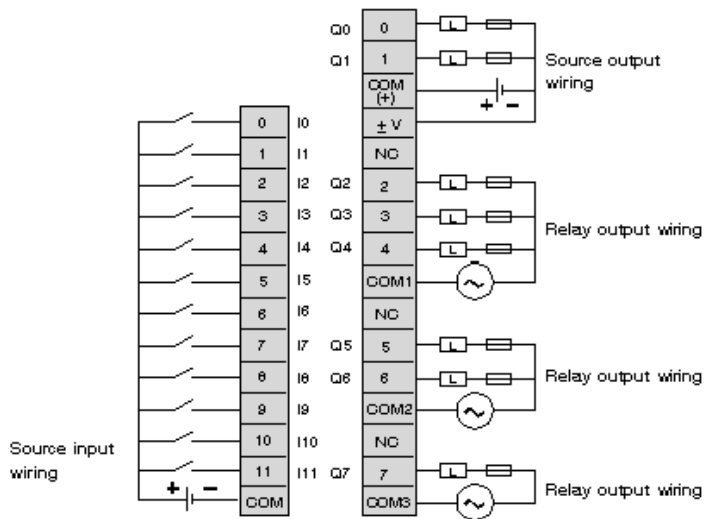 Q0 0 L
Q1 1 L
Source output
wiring
COM
(+)
+ −
0 I0 ± V
1 I1 NC
2 I2 Q2 2 L
3 I3 Q3 3 L
Relay output wiring
4 I4 Q4 4 L
5 I5 COM1
6 I6 NC
7 I7 Q5 5 L
8 I8 Q6 6 L
Relay output wiring
9 I9 COM2
Source input
wiring
10 I10 NC
11 I11 Q7 7 L
+ −
Relay output wiring
COM COM3